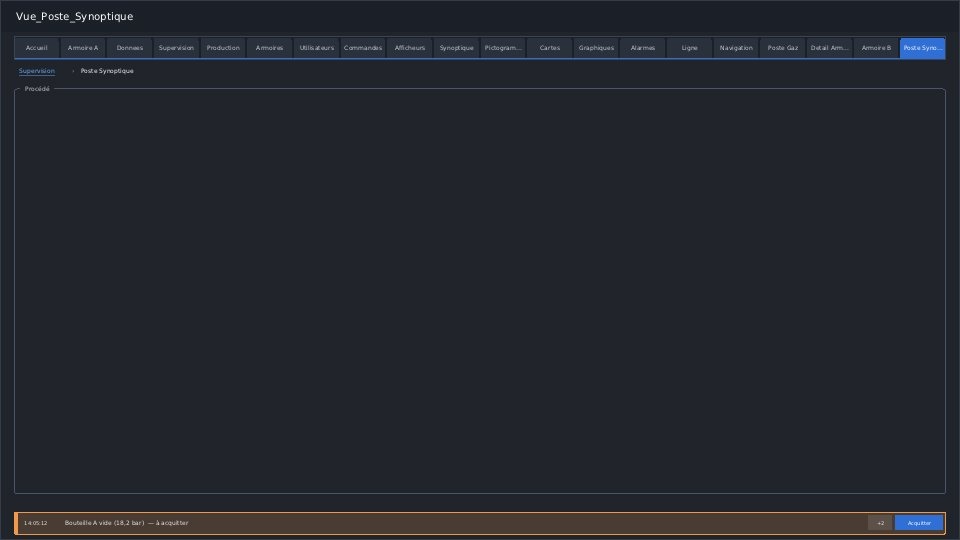 Vue_Poste_Synoptique
Accueil Armoire A Donnees Supervision Production Armoires Utilisateurs Commandes Afficheurs Synoptique Pictogram... Cartes Graphiques Alarmes Ligne Navigation Poste Gaz Detail Arm... Armoire B Poste Syno...
Supervision › Poste Synoptique
Procédé
14:05:12 Bouteille A vide (18,2 bar) — à acquitter +2 Acquitter